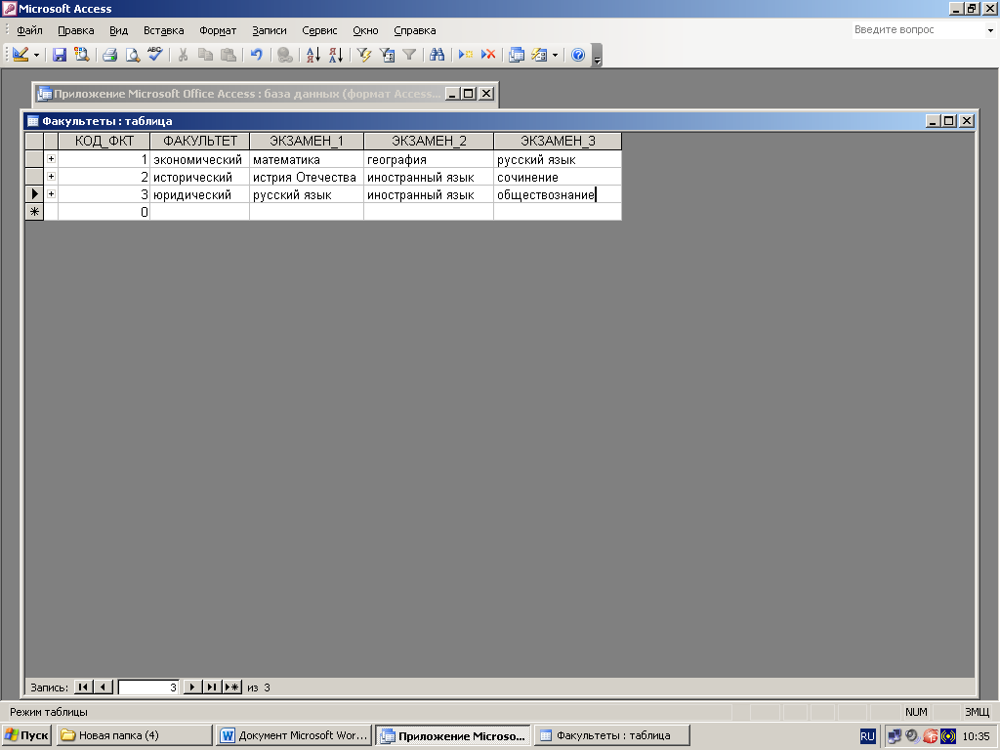 Microsoft Access
Файл Правка Вид Вставка Формат Записи Сервис Окно Справка Введите вопрос
Приложение Microsoft Office Access : база данных (формат Access...
Факультеты : таблица
КОД_ФКТ ФАКУЛЬТЕТ ЭКЗАМЕН_1 ЭКЗАМЕН_2 ЭКЗАМЕН_3
1 экономический математика география русский язык
2 исторический истрия Отечества иностранный язык сочинение
3 юридический русский язык иностранный язык обществознание
0
Запись: 3 из 3
Режим таблицы NUM ЗМЩ
Пуск Новая папка (4) Документ Microsoft Wor... Приложение Microso... Факультеты : таблица RU 10:35